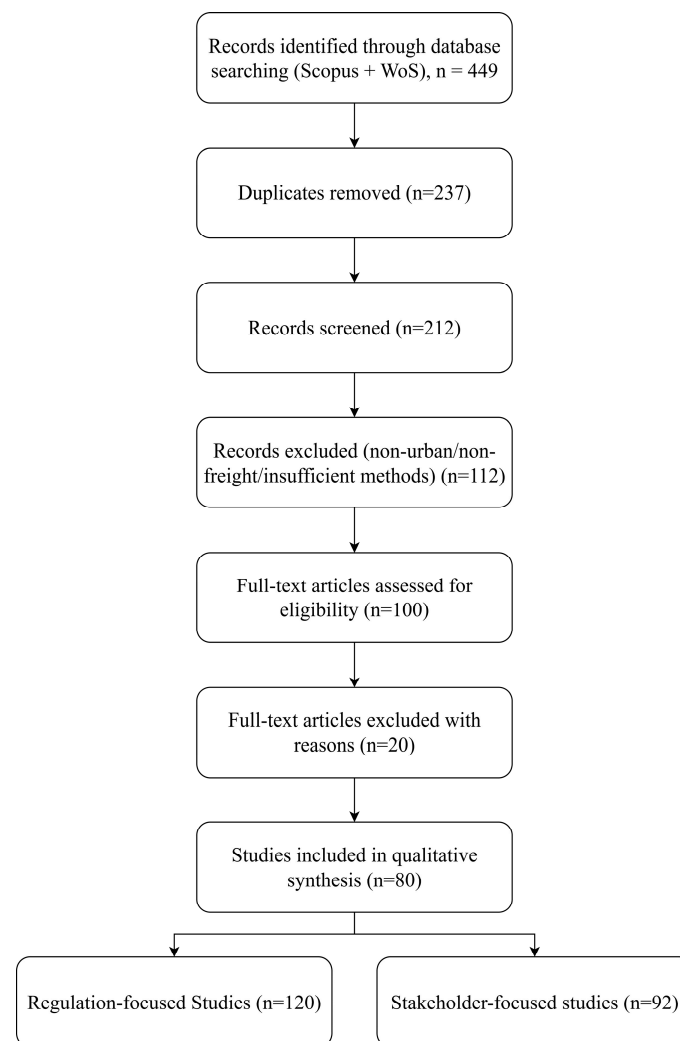 Records identified through database
searching (Scopus + WoS), n = 449
Duplicates removed (n=237)
Records screened (n=212)
Records excluded (non-urban/non-
freight/insufficient methods) (n=112)
Full-text articles assessed for
eligibility (n=100)
Full-text articles excluded with
reasons (n=20)
Studies included in qualitative
synthesis (n=80)
Regulation-focused Studies (n=120)
Stakeholder-focused studies (n=92)